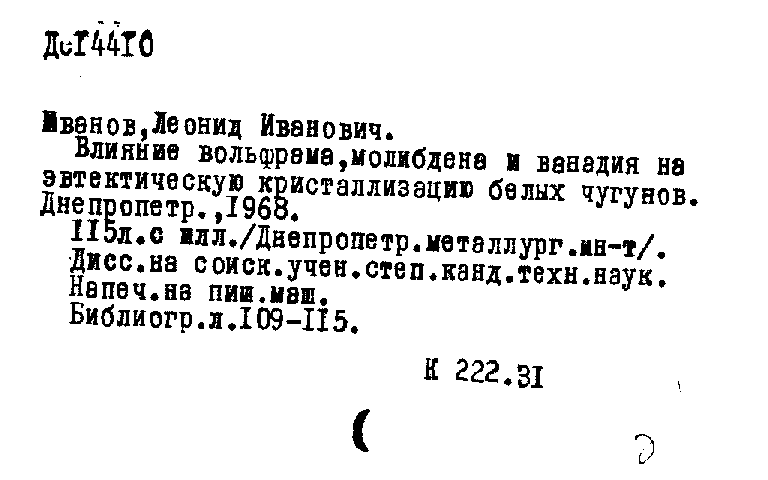 Дс14410
Иванов,Леонид Иванович.
Влияние вольфрама,молибдена и ванадия на
эвтектическую кристаллизацию белых чугунов.
Днепропетр.,1968.
115л.с илл./Днепропетр.металлург.ин-т/.
Дисс.на соиск.учен.степ.канд.техн.наук.
Напеч.на пиш.маш.
Библиогр.л.109-115.
К 222.31